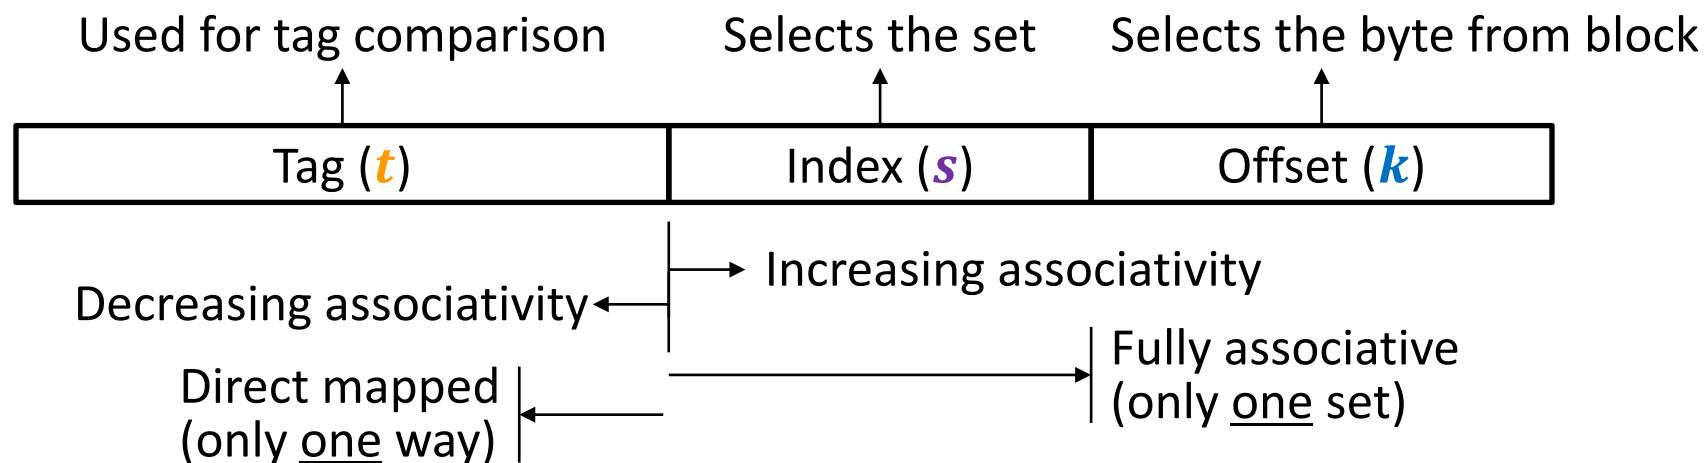 Used for tag comparison
Selects the set
Selects the byte from block
Tag (t)
Index (s)
Offset (k)
Increasing associativity
Decreasing associativity
Fully associative
(only one set)
Direct mapped
(only one way)